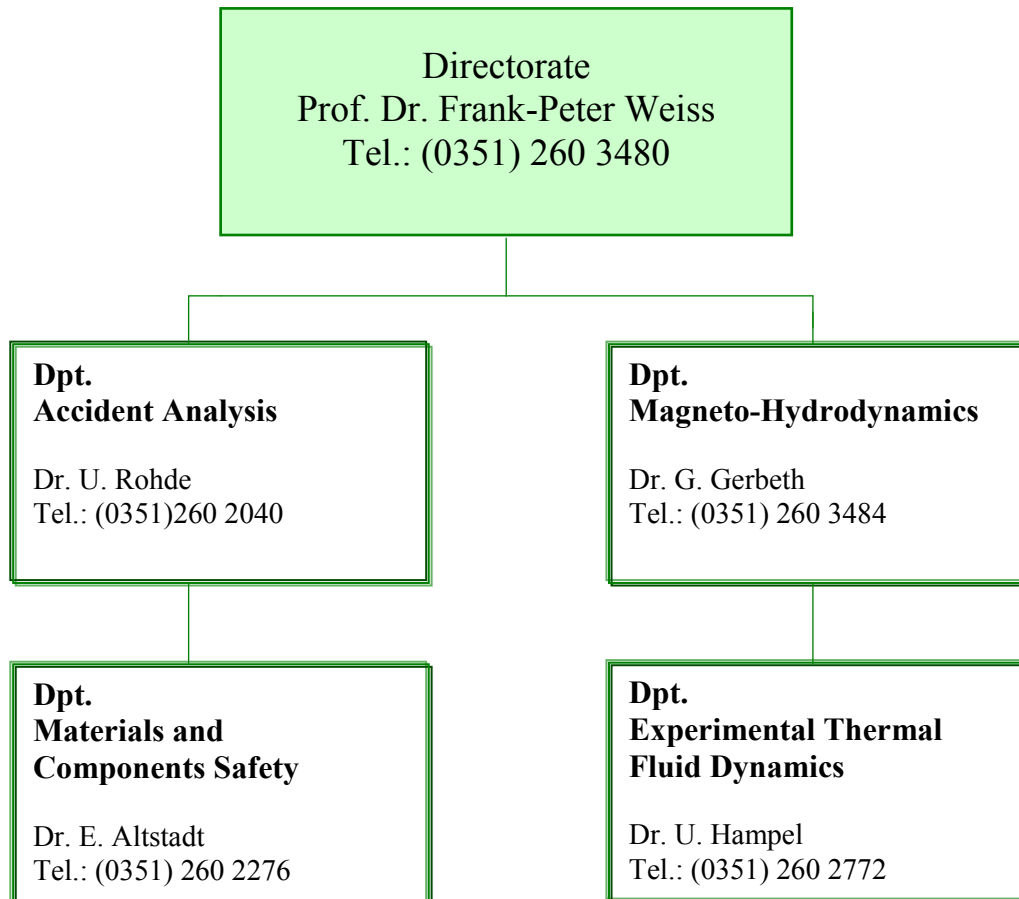 Directorate
Prof. Dr. Frank-Peter Weiss
Tel.: (0351) 260 3480
Dpt.
Accident Analysis
Dr. U. Rohde
Tel.: (0351)260 2040
Dpt.
Magneto-Hydrodynamics
Dr. G. Gerbeth
Tel.: (0351) 260 3484
Dpt.
Materials and
Components Safety
Dr. E. Altstadt
Tel.: (0351) 260 2276
Dpt.
Experimental Thermal
Fluid Dynamics
Dr. U. Hampel
Tel.: (0351) 260 2772